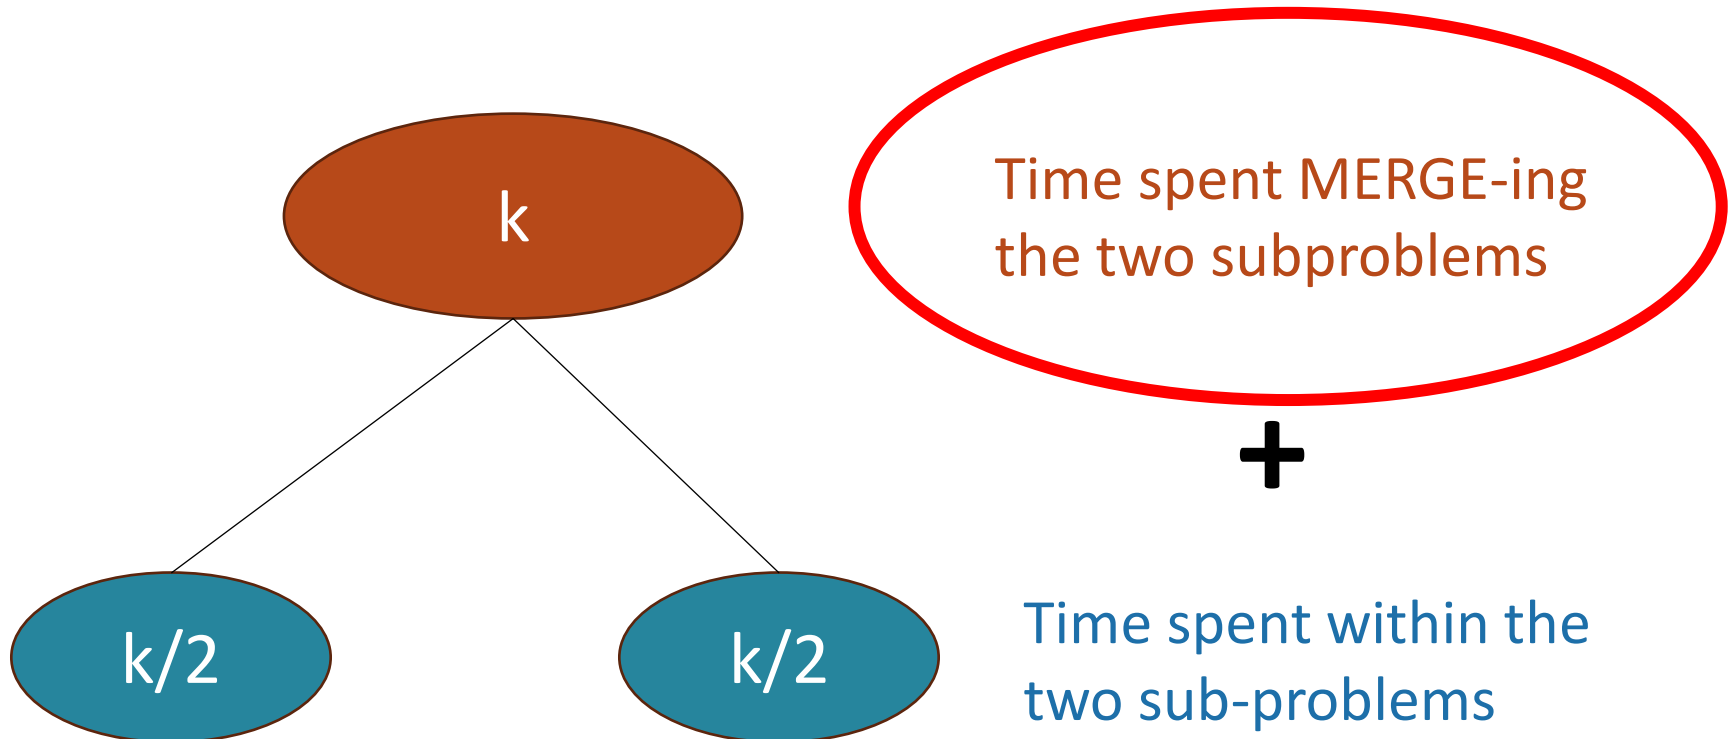 k
Time spent MERGE-ing
the two subproblems
+
k/2
k/2
Time spent within the
two sub-problems